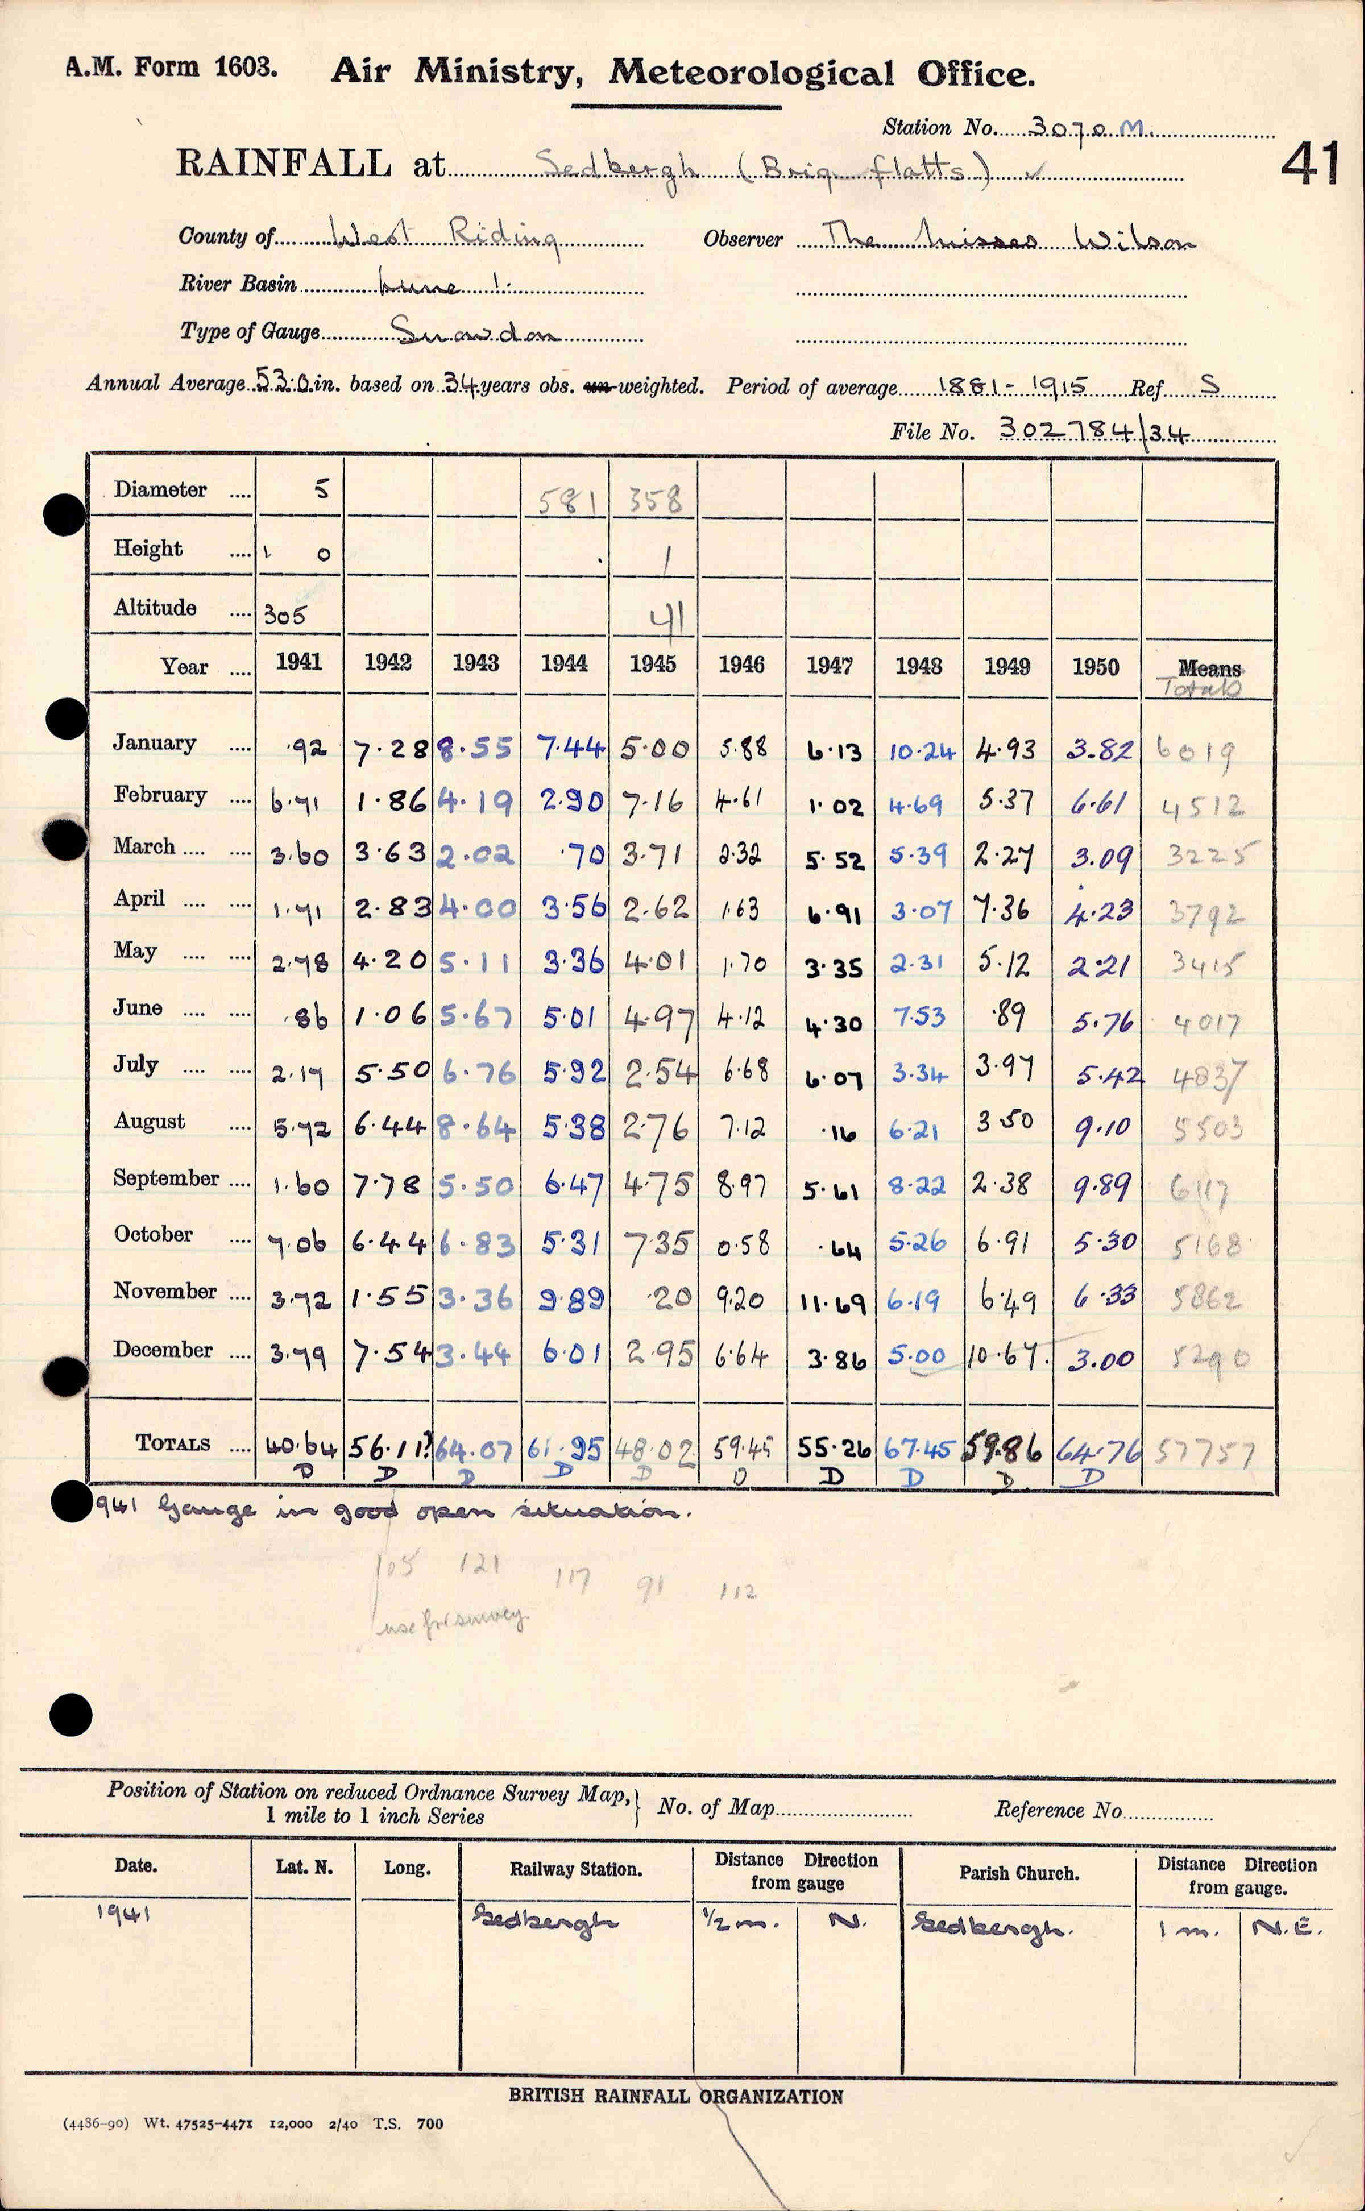 A.M. Form 1603. Air Ministry, Meteorological Office.
Station No. 3070 M.
41
RAINFALL at Sedbergh (Brigflatts) ✓
County of West Riding Observer The Misses Wilson
River Basin Lune 1.
Type of Gauge Snowdon
Annual Average 53.0 in. based on 34 years obs. un-weighted. Period of average 1881-1915 Ref. S
File No. 302784/34
Diameter .... 5 581 358
Height .... 1 0 1
Altitude .... 305 41
Year .... 1941 1942 1943 1944 1945 1946 1947 1948 1949 1950 Means
Totals
January .... .92 7.28 8.55 7.44 5.00 5.88 6.13 10.24 4.93 3.82 6019
February .... 6.71 1.86 4.19 2.90 7.16 4.61 1.02 4.69 5.37 6.61 4512
March .... .... 3.60 3.63 2.02 .70 3.71 2.32 5.52 5.39 2.27 3.09 3225
April .... .... 1.71 2.83 4.00 3.56 2.62 1.63 6.91 3.07 7.36 4.23 3792
May .... .... 2.78 4.20 5.11 3.36 4.01 1.70 3.35 2.31 5.12 2.21 3415
June .... .... .86 1.06 5.67 5.01 4.97 4.12 4.30 7.53 .89 5.76 4017
July .... .... 2.17 5.50 6.76 5.92 2.54 6.68 6.07 3.34 3.97 5.42 4837
August .... 5.72 6.44 8.64 5.38 2.76 7.12 .16 6.21 3.50 9.10 5503
September .... 1.60 7.78 5.50 6.47 4.75 8.97 5.61 8.22 2.38 9.89 6117
October .... 7.06 6.44 6.83 5.31 7.35 0.58 .64 5.26 6.91 5.30 5168
November .... 3.72 1.55 3.36 9.89 .20 9.20 11.69 6.19 6.49 6.33 5862
December .... 3.79 7.54 3.44 6.01 2.95 6.64 3.86 5.00 10.67 3.00 5290
TOTALS .... 40.64 56.11? 64.07 61.95 48.02 59.45 55.26 67.45 59.86 64.76 57757
D D D D D D D D D D
1941 Gauge in good open situation.
105 121 117 91 112
use for survey
Position of Station on reduced Ordnance Survey Map, 1 mile to 1 inch Series } No. of Map Reference No.
Date. Lat. N. Long. Railway Station. Distance Direction from gauge Parish Church. Distance Direction from gauge.
1941 Sedbergh ½ m. N. Sedbergh. 1 m. N.E.
BRITISH RAINFALL ORGANIZATION
(4486-90) Wt. 47525-4471 12,000 2/40 T.S. 700